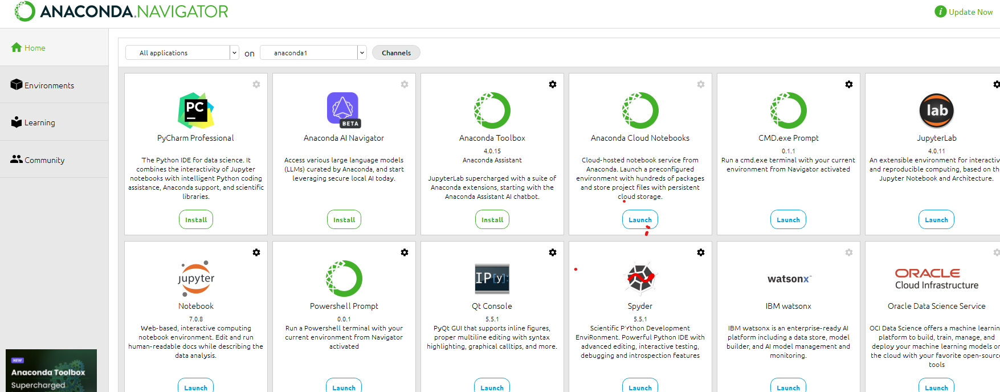 ANACONDA.NAVIGATOR
i Update Now
Home
Environments
Learning
Community
All applications on anaconda1 Channels
PC
PyCharm Professional
The Python IDE for data science. It
combines the interactivity of Jupyter
notebooks with intelligent Python coding
assistance, Anaconda support, and scientific
libraries.
Install
BETA
Anaconda AI Navigator
Access various large language models
(LLMs) curated by Anaconda, and start
leveraging secure local AI today.
Install
Anaconda Toolbox
4.0.15
Anaconda Assistant
JupyterLab supercharged with a suite of
Anaconda extensions, starting with the
Anaconda Assistant AI chatbot.
Install
Anaconda Cloud Notebooks
Cloud-hosted notebook service from
Anaconda. Launch a preconfigured
environment with hundreds of packages
and store project files with persistent
cloud storage.
Launch
CMD.exe Prompt
0.1.1
Run a cmd.exe terminal with your current
environment from Navigator activated
Launch
lab
JupyterLab
4.0.11
An extensible environment for interactiv
and reproducible computing, based on th
Jupyter Notebook and Architecture.
Launch
jupyter
Notebook
7.0.8
Web-based, interactive computing
notebook environment. Edit and run
human-readable docs while describing the
data analysis.
Launch
Powershell Prompt
0.0.1
Run a Powershell terminal with your
current environment from Navigator
activated
Launch
IP[y]:
Qt Console
5.5.1
PyQt GUI that supports inline figures,
proper multiline editing with syntax
highlighting, graphical calltips, and more.
Launch
Spyder
5.5.1
Scientific PYthon Development
EnviRonment. Powerful Python IDE with
advanced editing, interactive testing,
debugging and introspection features
Launch
watsonx™
IBM watsonx
IBM watsonx is an enterprise-ready AI
platform including a data store, model
builder, and AI model management and
monitoring.
Launch
ORACLE
Cloud Infrastructure
Oracle Data Science Service
OCI Data Science offers a machine learnin
platform to build, train, manage, and
deploy your machine learning models o
the cloud with your favorite open-sourc
tools
Launch
NEW
Anaconda Toolbox
Supercharged